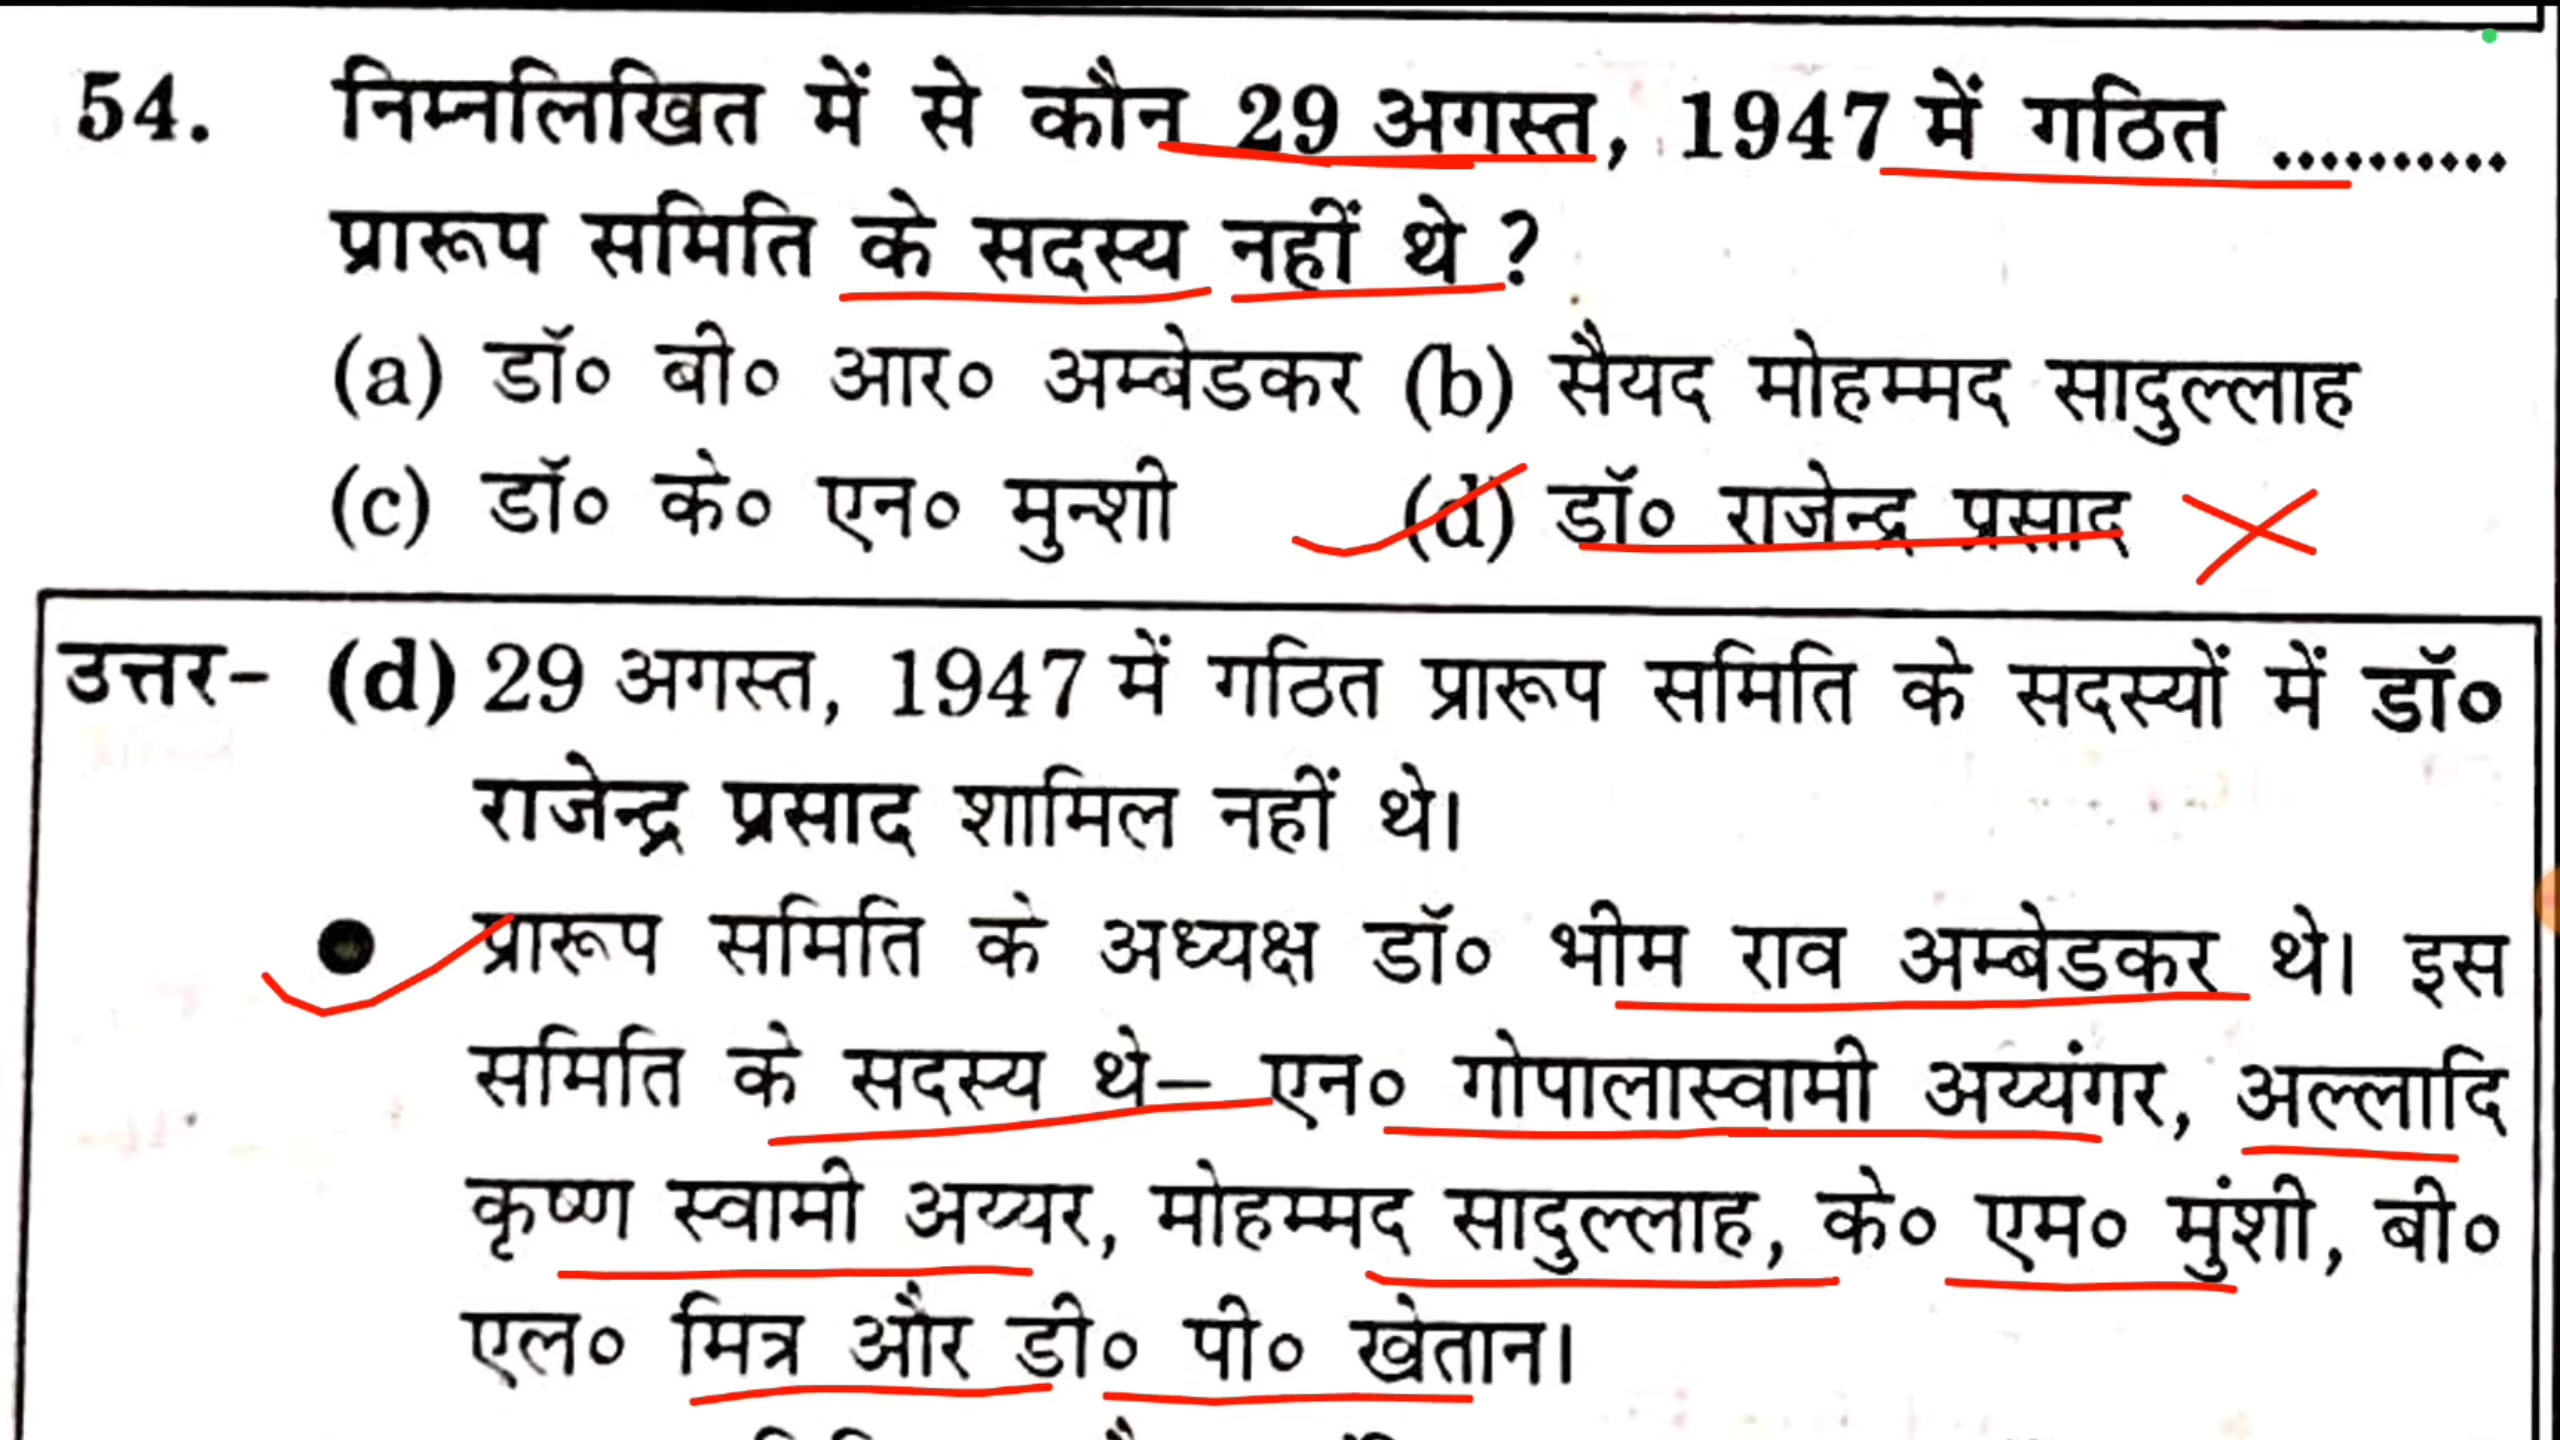 54. निम्नलिखित में से कौन 29 अगस्त, 1947 में गठित ..........
प्रारूप समिति के सदस्य नहीं थे ?
(a) डॉ० बी० आर० अम्बेडकर (b) सैयद मोहम्मद सादुल्लाह
(c) डॉ० के० एन० मुन्शी (d) डॉ० राजेन्द्र प्रसाद
उत्तर- (d) 29 अगस्त, 1947 में गठित प्रारूप समिति के सदस्यों में डॉ०
राजेन्द्र प्रसाद शामिल नहीं थे।
● प्रारूप समिति के अध्यक्ष डॉ० भीम राव अम्बेडकर थे। इस
समिति के सदस्य थे– एन० गोपालास्वामी अय्यंगर, अल्लादि
कृष्ण स्वामी अय्यर, मोहम्मद सादुल्लाह, के० एम० मुंशी, बी०
एल० मित्र और डी० पी० खेतान।